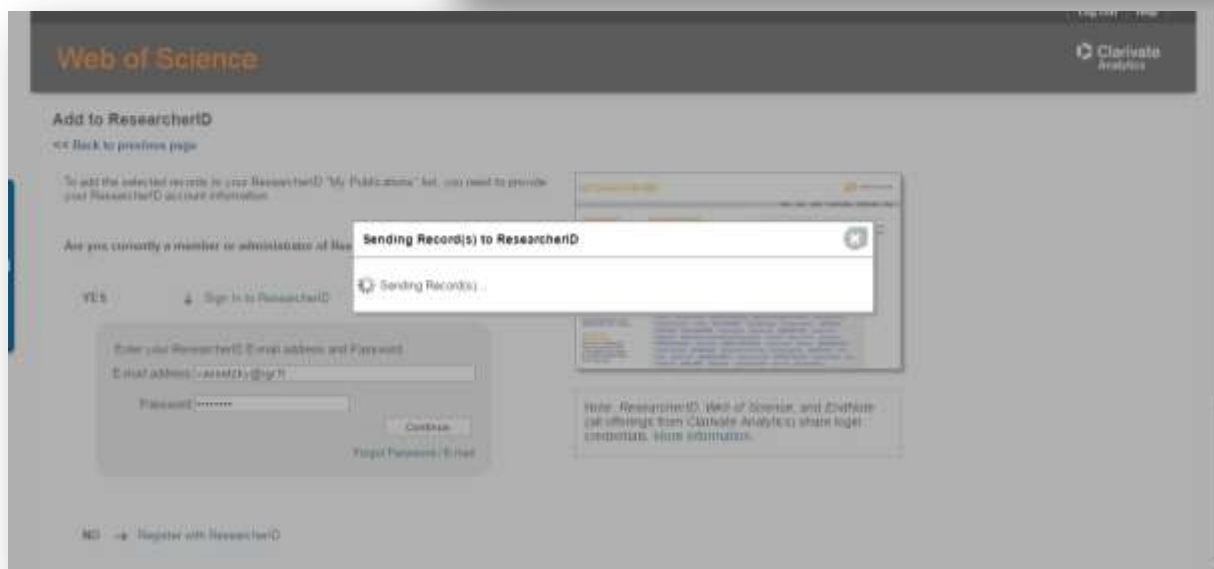 Log Out Help
Web of Science
Clarivate
Analytics
Add to ResearcherID
<< Back to previous page
To add the selected records to your ResearcherID "My Publications" list, you need to provide
your ResearcherID account information.
Are you currently a member or administrator of
Sending Record(s) to ResearcherID
Sending Record(s)...
YES
Sign In to ResearcherID
Enter your ResearcherID E-mail address and Password
E-mail address
Password
Continue
Forgot Password / E-mail
Note: ResearcherID, Web of Science, and EndNote
(all offerings from Clarivate Analytics) share login
credentials. More information.
NO Register with ResearcherID